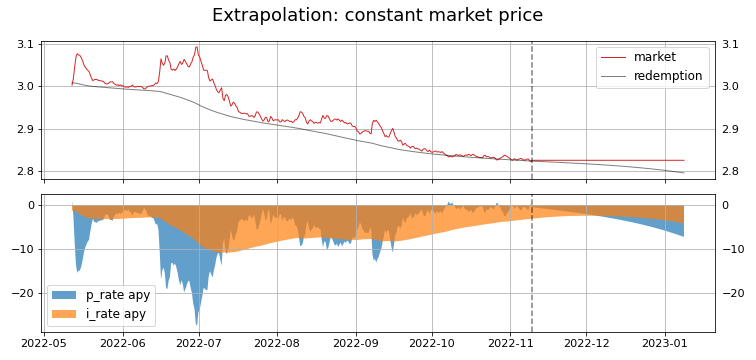 Extrapolation: constant market price
3.1 3.1
3.0 3.0
2.9 2.9
2.8 2.8
market
redemption
0 0
−10 −10
−20 −20
p_rate apy
i_rate apy
2022-05 2022-06 2022-07 2022-08 2022-09 2022-10 2022-11 2022-12 2023-01